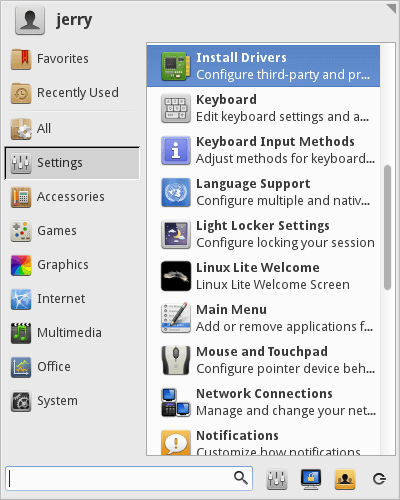 jerry
Favorites
Recently Used
All
Settings
Accessories
Games
Graphics
Internet
Multimedia
Office
System
Install Drivers
Configure third-party and pr...
Keyboard
Edit keyboard settings and a...
Keyboard Input Methods
Adjust methods for keyboard...
Language Support
Configure multiple and nativ...
Light Locker Settings
Configure locking your session
Linux Lite Welcome
Linux Lite Welcome Screen
Main Menu
Add or remove applications f...
Mouse and Touchpad
Configure pointer device beh...
Network Connections
Manage and change your net...
Notifications
Customize how notifications